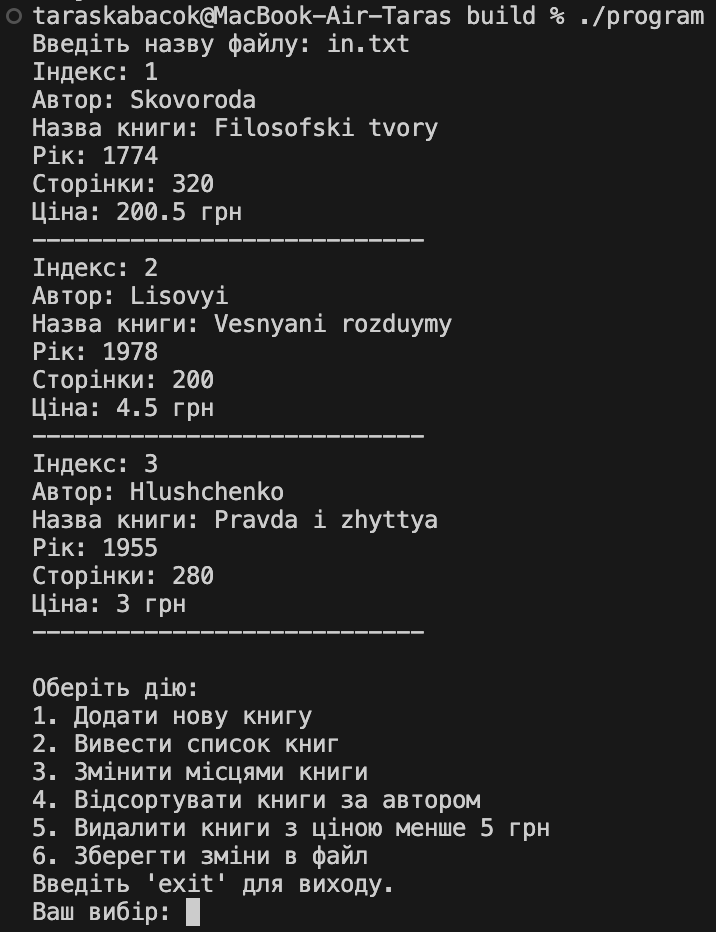 taraskabacok@MacBook-Air-Taras build % ./program
Введіть назву файлу: in.txt
Індекс: 1
Автор: Skovoroda
Назва книги: Filosofski tvory
Рік: 1774
Сторінки: 320
Ціна: 200.5 грн
----------------------------
Індекс: 2
Автор: Lisovyi
Назва книги: Vesnyani rozduymy
Рік: 1978
Сторінки: 200
Ціна: 4.5 грн
----------------------------
Індекс: 3
Автор: Hlushchenko
Назва книги: Pravda i zhyttya
Рік: 1955
Сторінки: 280
Ціна: 3 грн
----------------------------
Оберіть дію:
1. Додати нову книгу
2. Вивести список книг
3. Змінити місцями книги
4. Відсортувати книги за автором
5. Видалити книги з ціною менше 5 грн
6. Зберегти зміни в файл
Введіть 'exit' для виходу.
Ваш вибір: